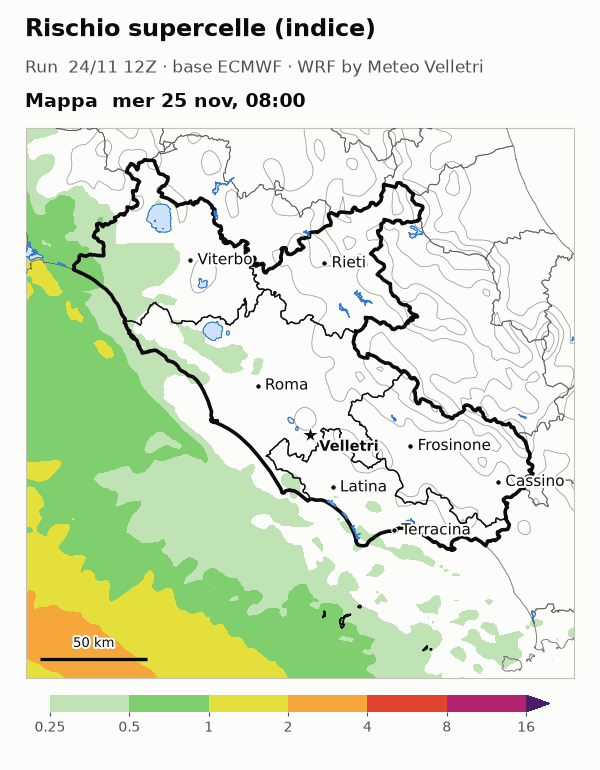 Rischio supercelle (indice)
Run  24/11 12Z · base ECMWF · WRF by Meteo Velletri
Mappa  mer 25 nov, 08:00
Viterbo
Rieti
Roma
Velletri
Frosinone
Cassino
Latina
Terracina
50 km
0.25 0.5 1 2 4 8 16